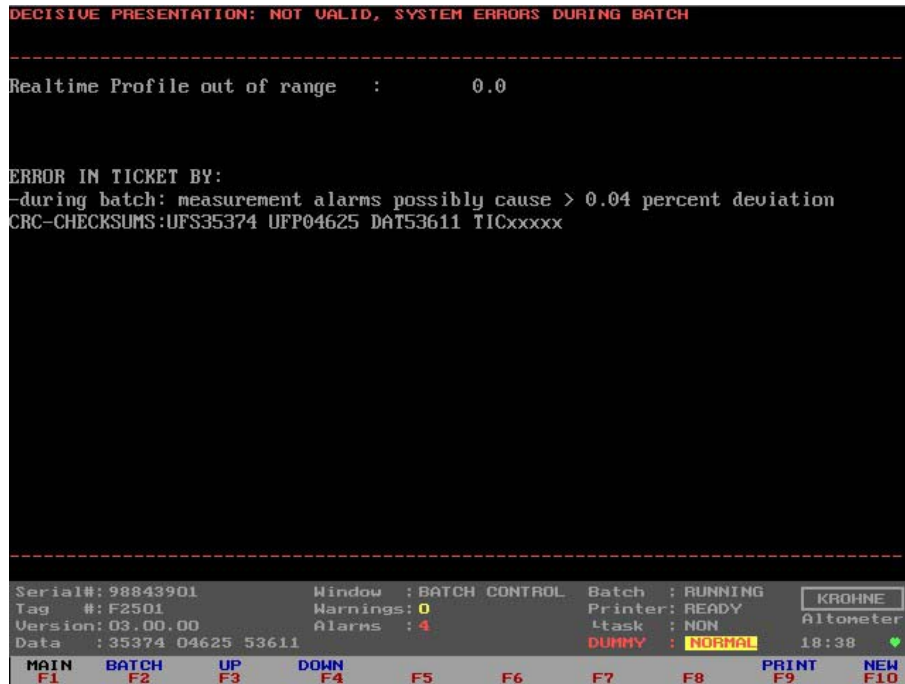 DECISIVE PRESENTATION: NOT VALID, SYSTEM ERRORS DURING BATCH
Realtime Profile out of range : 0.0
ERROR IN TICKET BY:
-during batch: measurement alarms possibly cause > 0.04 percent deviation
CRC-CHECKSUMS:UFS35374 UFP04625 DAT53611 TICxxxxx
Serial#: 98843901 Window : BATCH CONTROL Batch : RUNNING KROHNE
Tag #: F2501 Warnings: 0 Printer: READY Altometer
Version: 03.00.00 Alarms : 4 └task : NON
Data : 35374 04625 53611 DUMMY : NORMAL 18:38 ♥
MAIN BATCH UP DOWN PRINT NEW
F1 F2 F3 F4 F5 F6 F7 F8 F9 F10